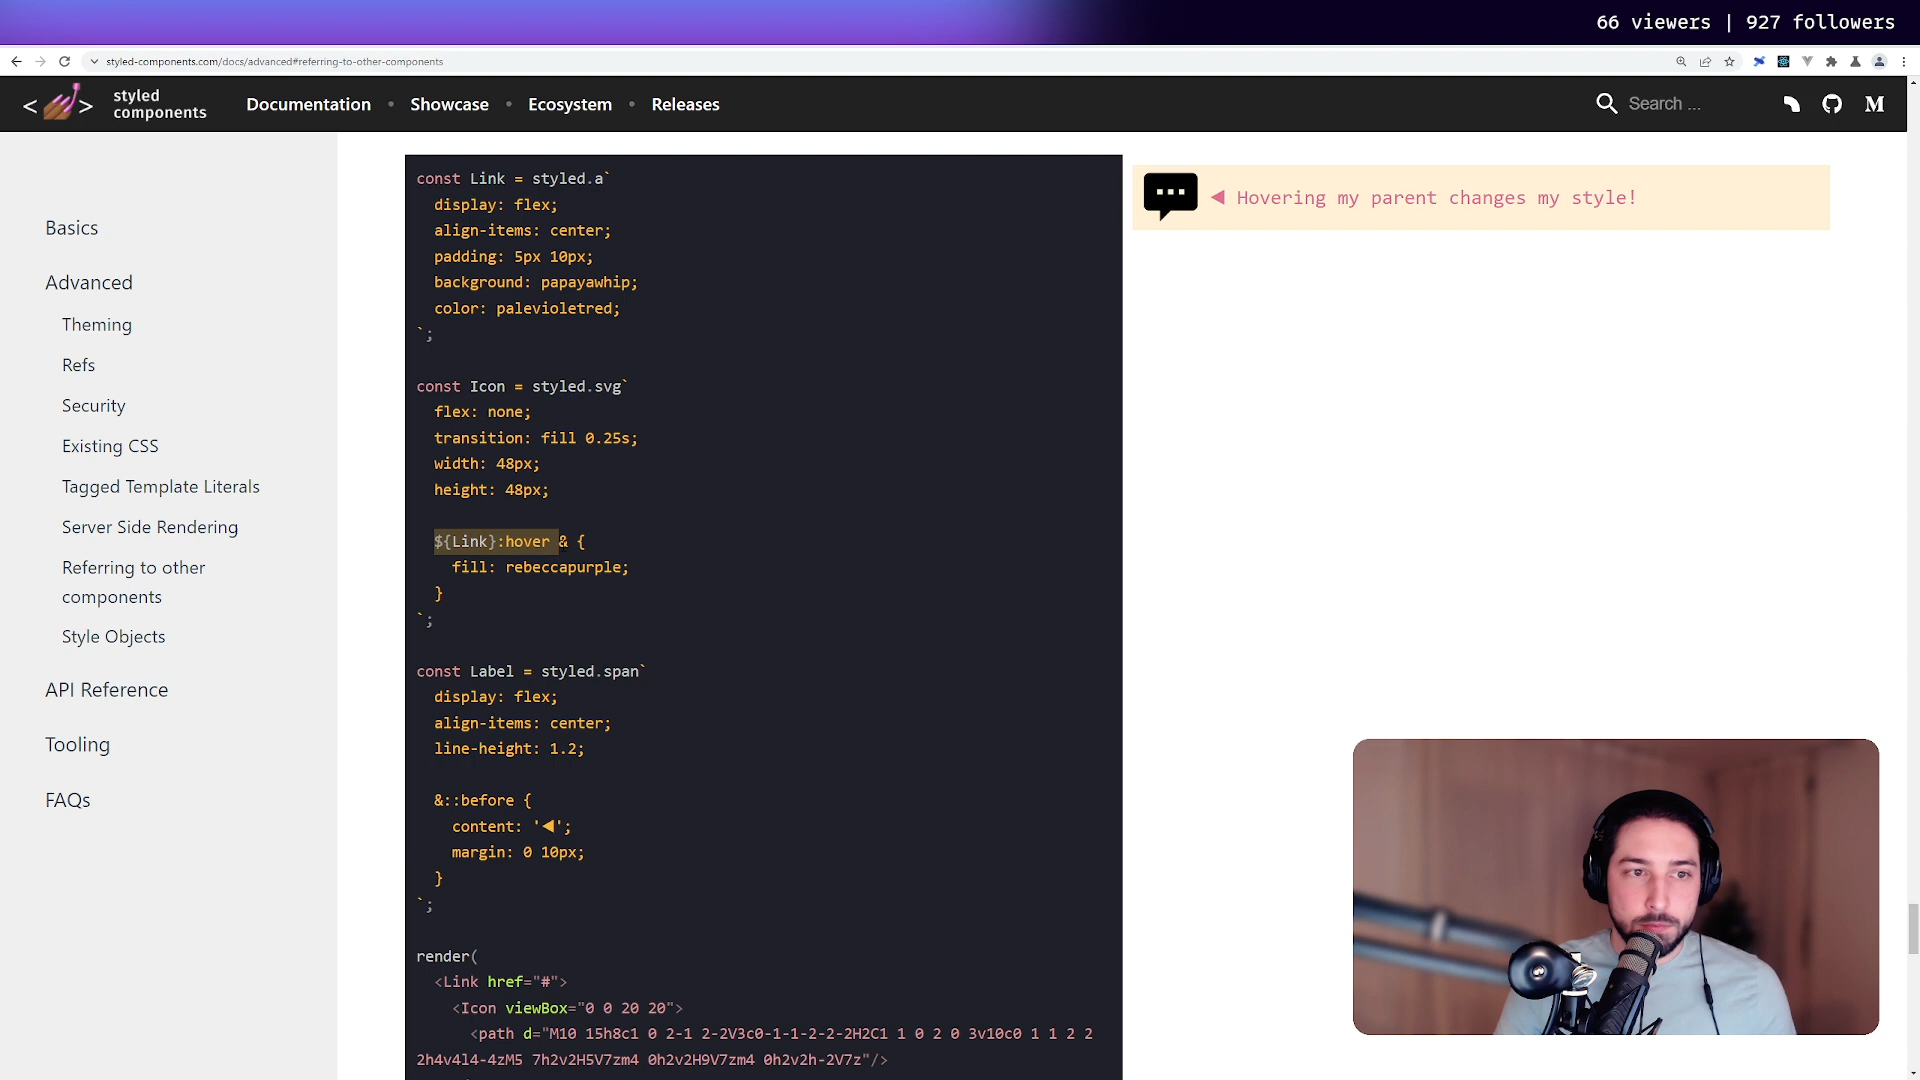 66 viewers | 927 followers
styled-components.com/docs/advanced#referring-to-other-components
styled
components
Documentation • Showcase • Ecosystem • Releases
Search ...
M
Basics
Advanced
Theming
Refs
Security
Existing CSS
Tagged Template Literals
Server Side Rendering
Referring to other
components
Style Objects
API Reference
Tooling
FAQs
const Link = styled.a`
display: flex;
align-items: center;
padding: 5px 10px;
background: papayawhip;
color: palevioletred;
`;
const Icon = styled.svg`
flex: none;
transition: fill 0.25s;
width: 48px;
height: 48px;
${Link}:hover & {
fill: rebeccapurple;
}
`;
const Label = styled.span`
display: flex;
align-items: center;
line-height: 1.2;
&::before {
content: '◀';
margin: 0 10px;
}
`;
render(
<Link href="#">
<Icon viewBox="0 0 20 20">
<path d="M10 15h8c1 0 2-1 2-2V3c0-1-1-2-2-2H2C1 1 0 2 0 3v10c0 1 1 2 2
2h4v4l4-4zM5 7h2v2H5V7zm4 0h2v2H9V7zm4 0h2v2h-2V7z"/>
◀ Hovering my parent changes my style!